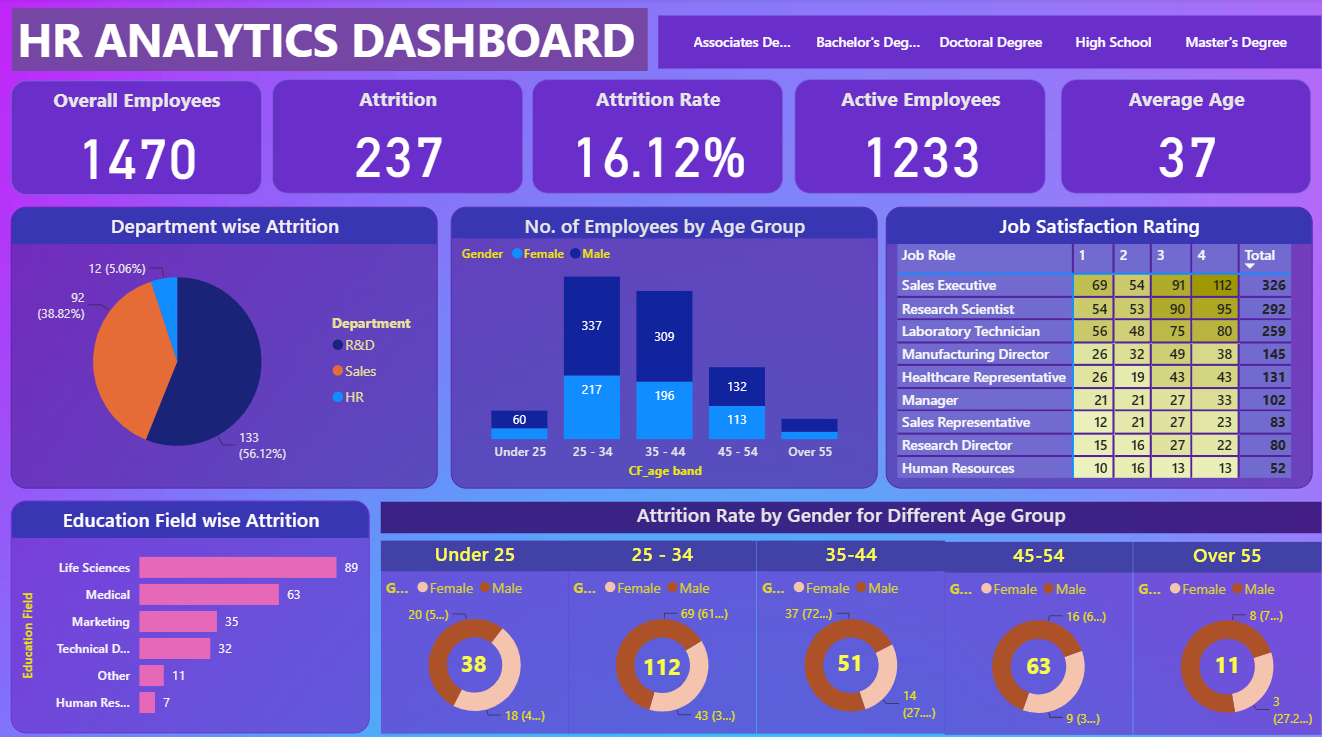 HR ANALYTICS DASHBOARD
Associates De... Bachelor's Deg... Doctoral Degree High School Master's Degree
Overall Employees
1470
Attrition
237
Attrition Rate
16.12%
Active Employees
1233
Average Age
37
Department wise Attrition
12 (5.06%)
92
(38.82%)
133
(56.12%)
Department
R&D
Sales
HR
No. of Employees by Age Group
Gender Female Male
337
309
217
196
132
113
60
Under 25 25 - 34 35 - 44 45 - 54 Over 55
CF_age band
Job Satisfaction Rating
Job Role 1 2 3 4 Total
Sales Executive 69 54 91 112 326
Research Scientist 54 53 90 95 292
Laboratory Technician 56 48 75 80 259
Manufacturing Director 26 32 49 38 145
Healthcare Representative 26 19 43 43 131
Manager 21 21 27 33 102
Sales Representative 12 21 27 23 83
Research Director 15 16 27 22 80
Human Resources 10 16 13 13 52
Education Field wise Attrition
Education Field
Life Sciences 89
Medical 63
Marketing 35
Technical D... 32
Other 11
Human Res... 7
Attrition Rate by Gender for Different Age Group
Under 25
G... Female Male
20 (5...)
38
18 (4...)
25 - 34
G... Female Male
69 (61...)
112
43 (3...)
35-44
G... Female Male
37 (72...)
51
14
(27....)
45-54
G... Female Male
16 (6...)
63
9 (3...)
Over 55
G... Female Male
8 (7...)
11
3
(27.2...)